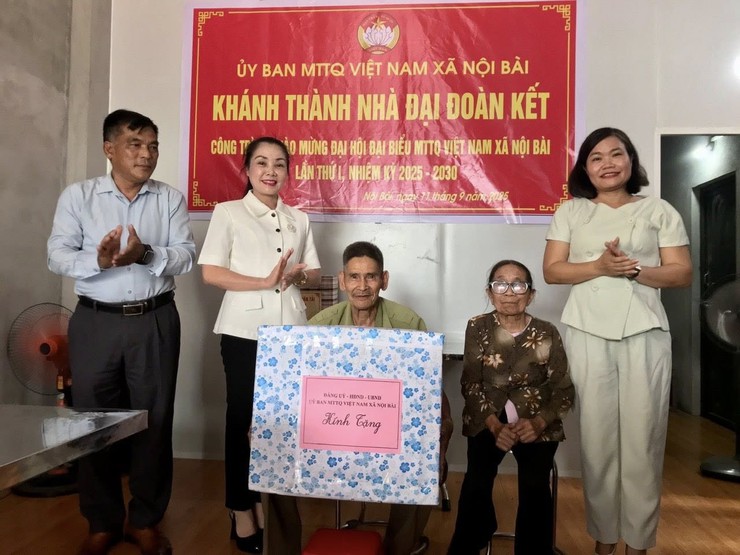 ỦY BAN MTTQ VIỆT NAM XÃ NỘI BÀI
KHÁNH THÀNH NHÀ ĐẠI ĐOÀN KẾT
CÔNG CHÀO MỪNG ĐẠI HỘI ĐẠI BIỂU MTTQ VIỆT NAM XÃ NỘI BÀI
LẦN THỨ I, NHIỆM KỲ 2025 - 2030
Nội Bài, ngày 11 tháng 9 năm 2025
ĐẢNG ỦY - HĐND - UBND
ỦY BAN MTTQ VIỆT NAM XÃ NỘI BÀI
Kính Tặng